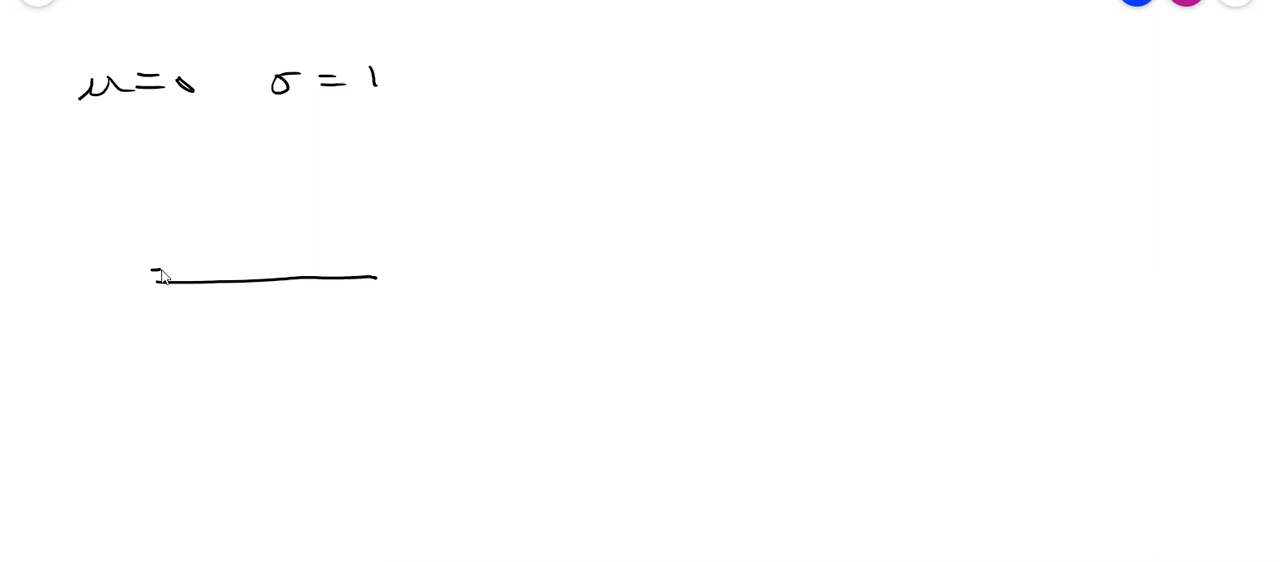 μ = 0 σ = 1